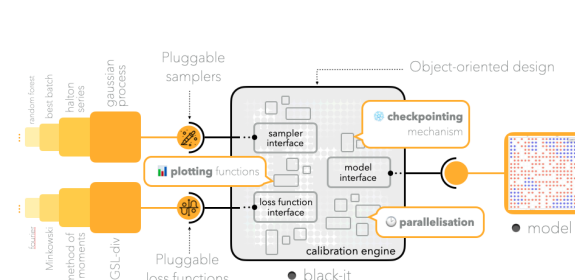 Pluggable
samplers
Object-oriented design
random forest
best batch
halton
series
gaussian
process
...
sampler
interface
checkpointing
mechanism
plotting functions
model
interface
loss function
interface
parallelisation
calibration engine
black-it
model
...
fourier
Minkowski
method of
moments
GSL-div
Pluggable
loss functions